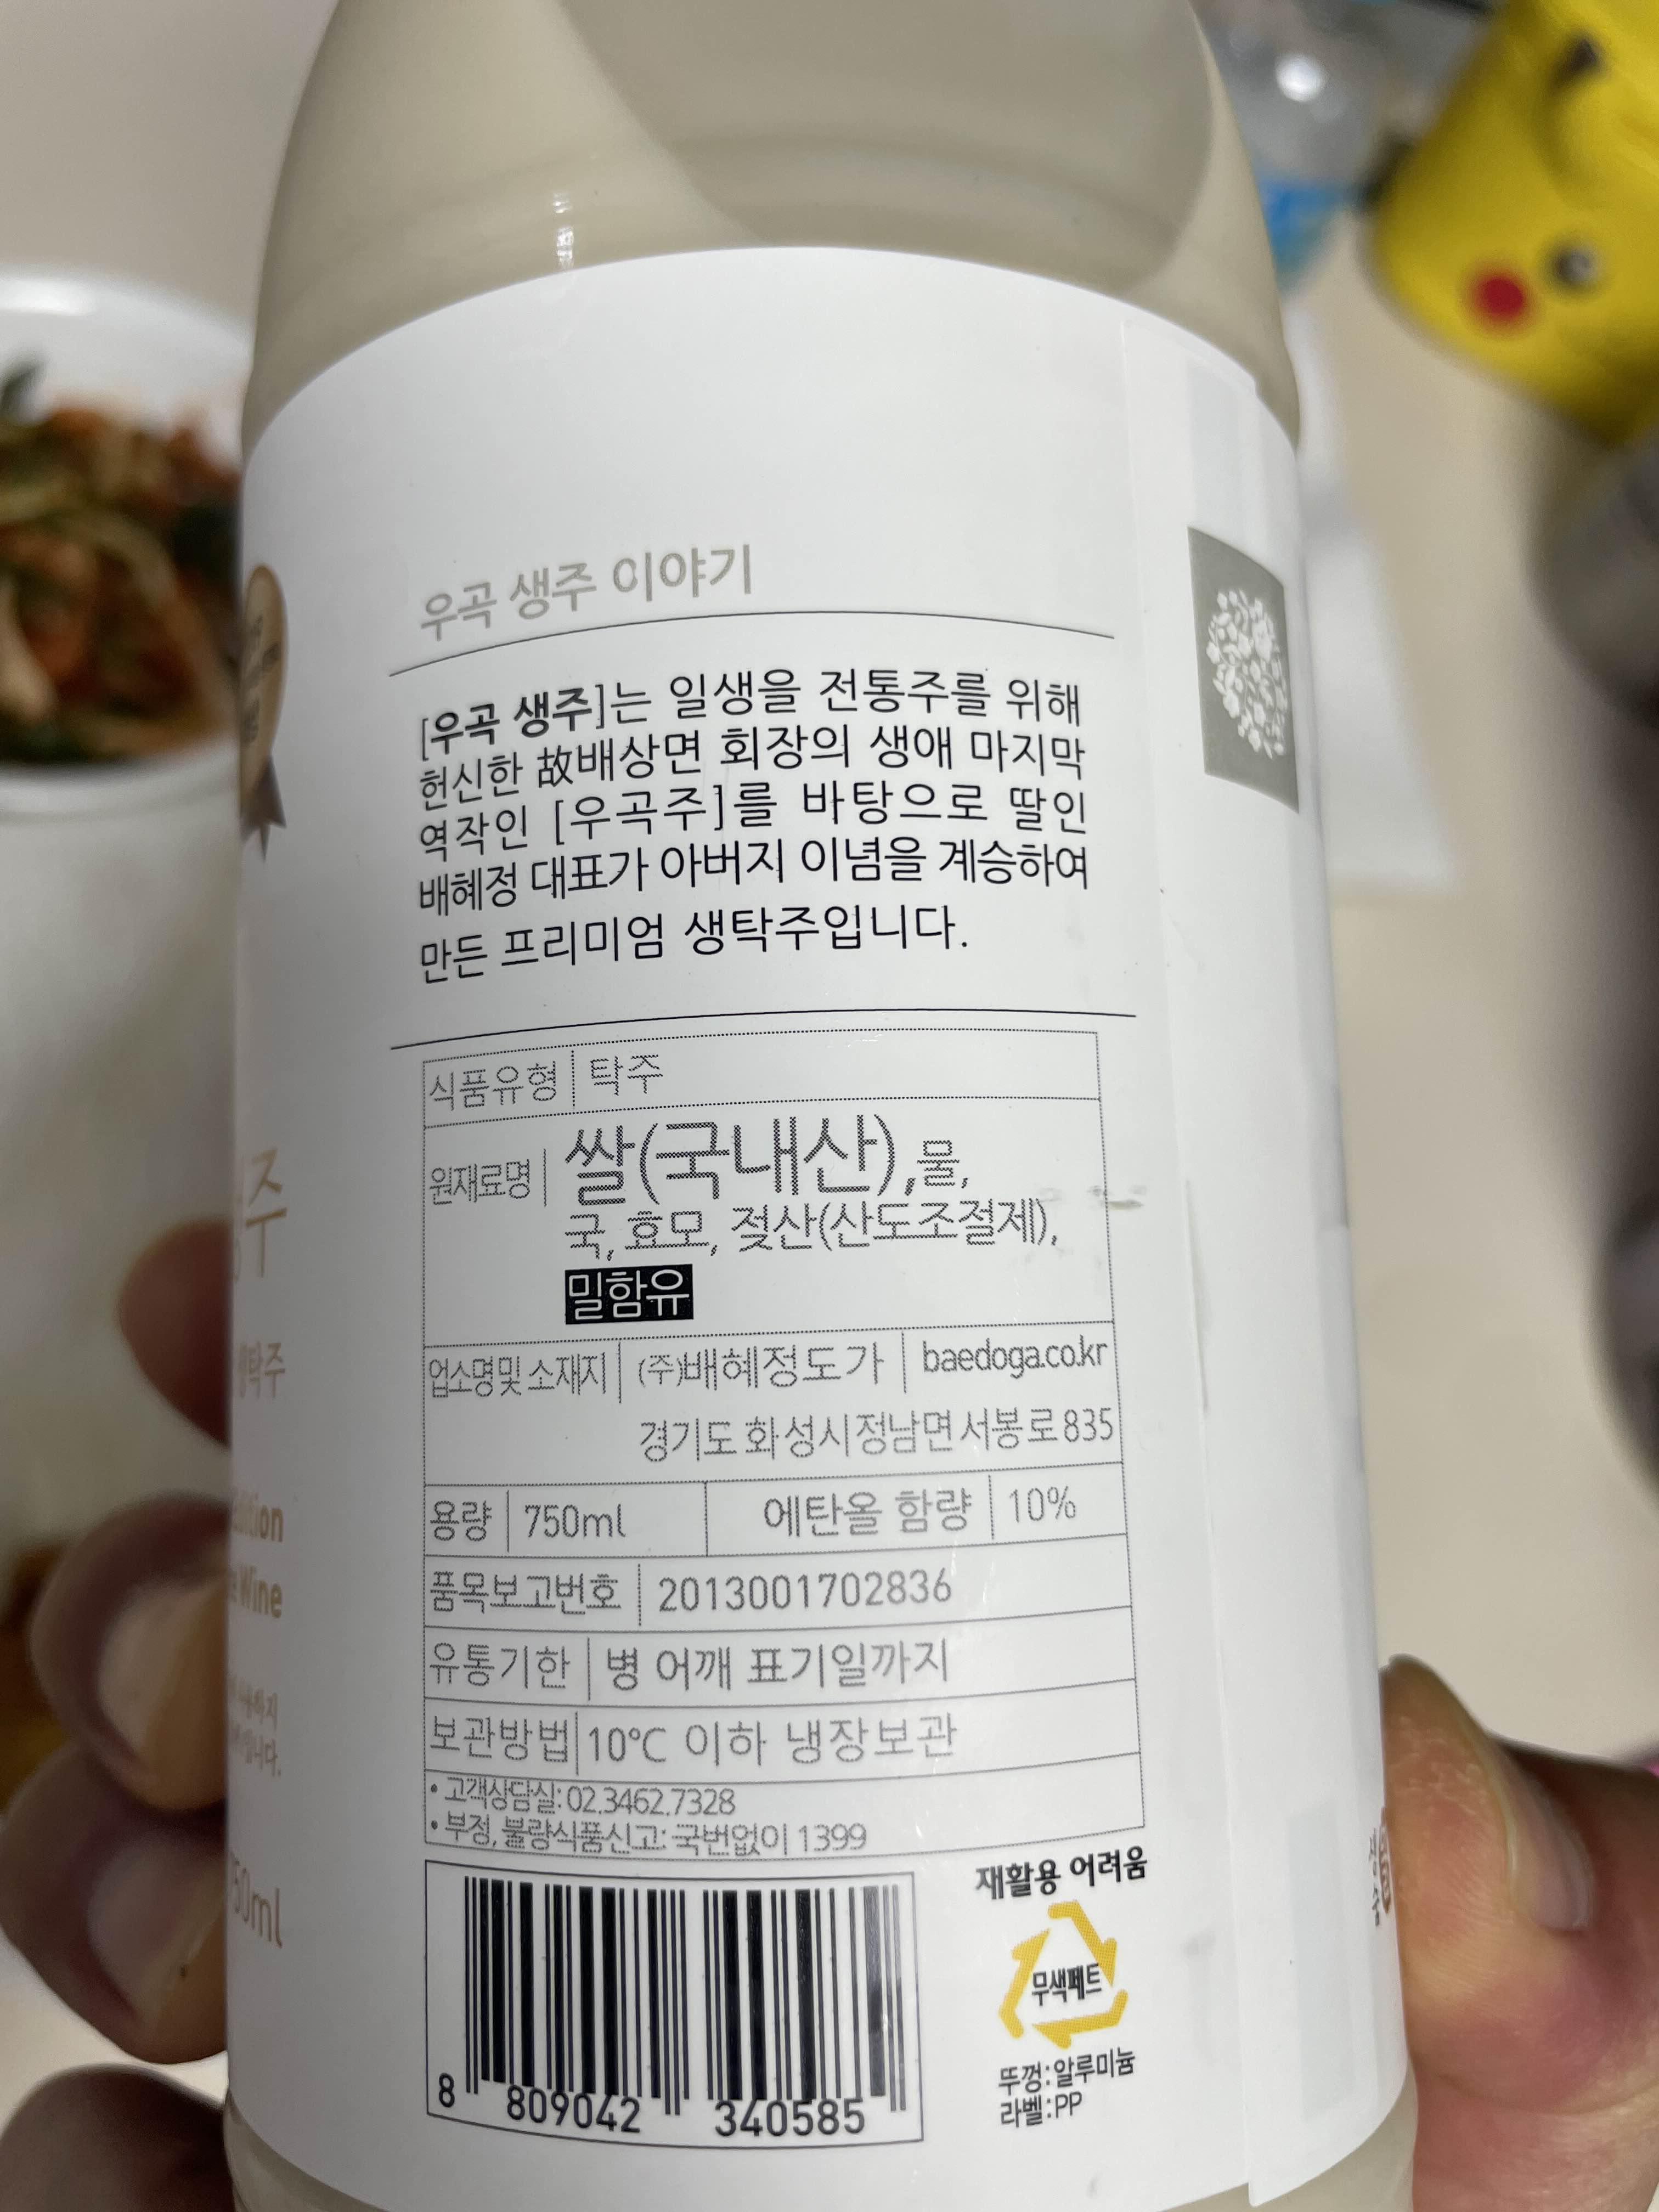 우곡 생주 이야기
[우곡 생주]는 일생을 전통주를 위해
헌신한 故배상면 회장의 생애 마지막
역작인 [우곡주]를 바탕으로 딸인
배혜정 대표가 아버지 이념을 계승하여
만든 프리미엄 생탁주입니다.
식품유형 탁주
원재료명 쌀(국내산),물,
국, 효모, 젖산(산도조절제),
밀함유
업소명및 소재지 (주)배혜정도가 baedoga.co.kr
경기도 화성시 정남면 서봉로 835
용량 750ml 에탄올 함량 10%
품목보고번호 2013001702836
유통기한 병 어깨 표기일까지
보관방법 10℃ 이하 냉장보관
• 고객상담실: 02.3462.7328
• 부정, 불량식품신고: 국번없이 1399
재활용 어려움
무색페트
뚜껑:알루미늄
라벨:PP
8 809042 340585
주
탁주
Wine